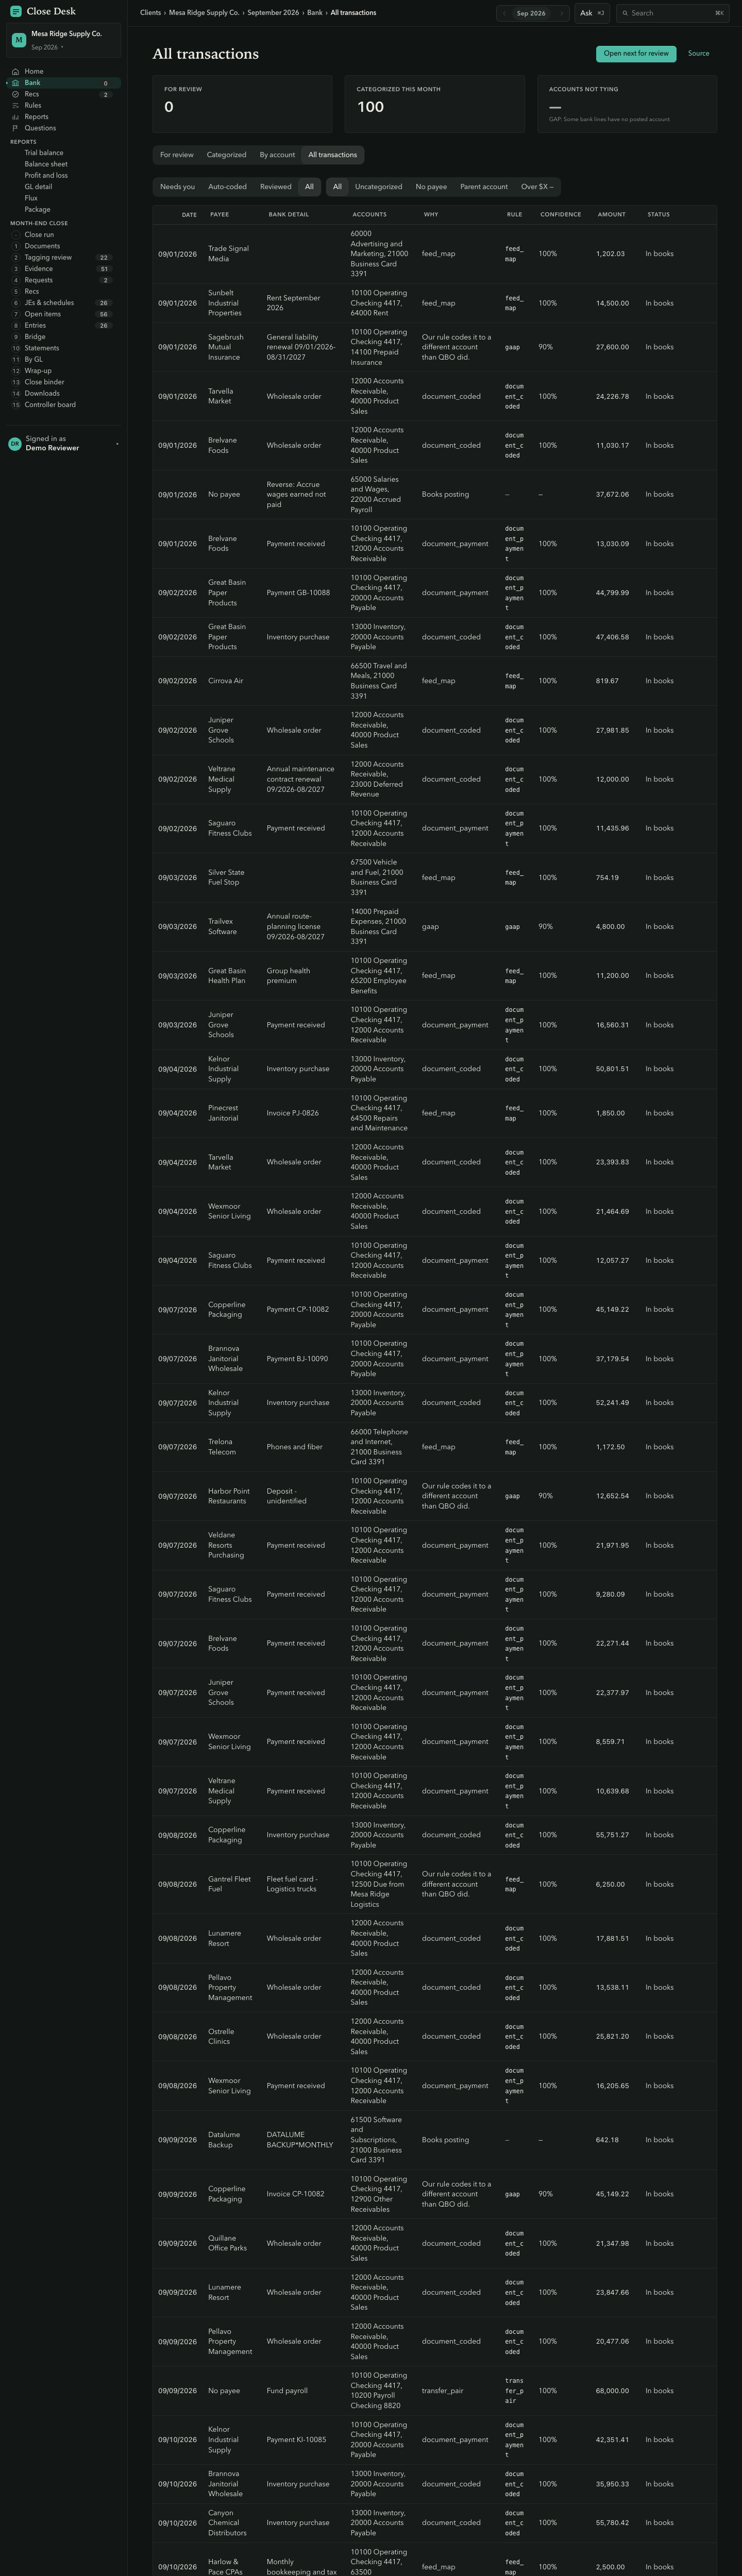 Close Desk
M
Mesa Ridge Supply Co.
Sep 2026
Home
Bank 0
Recs 2
Rules
Reports
Questions
REPORTS
Trial balance
Balance sheet
Profit and loss
GL detail
Flux
Package
MONTH-END CLOSE
Close run
1 Documents
2 Tagging review 22
3 Evidence 51
4 Requests 2
5 Recs
6 JEs & schedules 26
7 Open items 56
8 Entries 26
9 Bridge
10 Statements
11 By GL
12 Wrap-up
13 Close binder
14 Downloads
15 Controller board
DR
Signed in as
Demo Reviewer
Clients › Mesa Ridge Supply Co. › September 2026 › Bank › All transactions
Sep 2026
Ask ⌘J
Search ⌘K
All transactions
Open next for review
Source
FOR REVIEW
0
CATEGORIZED THIS MONTH
100
ACCOUNTS NOT TYING
—
GAP: Some bank lines have no posted account
For review Categorized By account All transactions
Needs you Auto-coded Reviewed All All Uncategorized No payee Parent account Over $X —
DATE PAYEE BANK DETAIL ACCOUNTS WHY RULE CONFIDENCE AMOUNT STATUS
09/01/2026 Trade Signal Media 60000 Advertising and Marketing, 21000 Business Card 3391 feed_map feed_map 100% 1,202.03 In books
09/01/2026 Sunbelt Industrial Properties Rent September 2026 10100 Operating Checking 4417, 64000 Rent feed_map feed_map 100% 14,500.00 In books
09/01/2026 Sagebrush Mutual Insurance General liability renewal 09/01/2026-08/31/2027 10100 Operating Checking 4417, 14100 Prepaid Insurance Our rule codes it to a different account than QBO did. gaap 90% 27,600.00 In books
09/01/2026 Tarvella Market Wholesale order 12000 Accounts Receivable, 40000 Product Sales document_coded document_coded 100% 24,226.78 In books
09/01/2026 Brelvane Foods Wholesale order 12000 Accounts Receivable, 40000 Product Sales document_coded document_coded 100% 11,030.17 In books
09/01/2026 No payee Reverse: Accrue wages earned not paid 65000 Salaries and Wages, 22000 Accrued Payroll Books posting — — 37,672.06 In books
09/01/2026 Brelvane Foods Payment received 10100 Operating Checking 4417, 12000 Accounts Receivable document_payment document_payment 100% 13,030.09 In books
09/02/2026 Great Basin Paper Products Payment GB-10088 10100 Operating Checking 4417, 20000 Accounts Payable document_payment document_payment 100% 44,799.99 In books
09/02/2026 Great Basin Paper Products Inventory purchase 13000 Inventory, 20000 Accounts Payable document_coded document_coded 100% 47,406.58 In books
09/02/2026 Cirrova Air 66500 Travel and Meals, 21000 Business Card 3391 feed_map feed_map 100% 819.67 In books
09/02/2026 Juniper Grove Schools Wholesale order 12000 Accounts Receivable, 40000 Product Sales document_coded document_coded 100% 27,981.85 In books
09/02/2026 Veltrane Medical Supply Annual maintenance contract renewal 09/2026-08/2027 12000 Accounts Receivable, 23000 Deferred Revenue document_coded document_coded 100% 12,000.00 In books
09/02/2026 Saguaro Fitness Clubs Payment received 10100 Operating Checking 4417, 12000 Accounts Receivable document_payment document_payment 100% 11,435.96 In books
09/03/2026 Silver State Fuel Stop 67500 Vehicle and Fuel, 21000 Business Card 3391 feed_map feed_map 100% 754.19 In books
09/03/2026 Trailvex Software Annual route-planning license 09/2026-08/2027 14000 Prepaid Expenses, 21000 Business Card 3391 gaap gaap 90% 4,800.00 In books
09/03/2026 Great Basin Health Plan Group health premium 10100 Operating Checking 4417, 65200 Employee Benefits feed_map feed_map 100% 11,200.00 In books
09/03/2026 Juniper Grove Schools Payment received 10100 Operating Checking 4417, 12000 Accounts Receivable document_payment document_payment 100% 16,560.31 In books
09/04/2026 Kelnor Industrial Supply Inventory purchase 13000 Inventory, 20000 Accounts Payable document_coded document_coded 100% 50,801.51 In books
09/04/2026 Pinecrest Janitorial Invoice PJ-0826 10100 Operating Checking 4417, 64500 Repairs and Maintenance feed_map feed_map 100% 1,850.00 In books
09/04/2026 Tarvella Market Wholesale order 12000 Accounts Receivable, 40000 Product Sales document_coded document_coded 100% 23,393.83 In books
09/04/2026 Wexmoor Senior Living Wholesale order 12000 Accounts Receivable, 40000 Product Sales document_coded document_coded 100% 21,464.69 In books
09/04/2026 Saguaro Fitness Clubs Payment received 10100 Operating Checking 4417, 12000 Accounts Receivable document_payment document_payment 100% 12,057.27 In books
09/07/2026 Copperline Packaging Payment CP-10082 10100 Operating Checking 4417, 20000 Accounts Payable document_payment document_payment 100% 45,149.22 In books
09/07/2026 Brannova Janitorial Wholesale Payment BJ-10090 10100 Operating Checking 4417, 20000 Accounts Payable document_payment document_payment 100% 37,179.54 In books
09/07/2026 Kelnor Industrial Supply Inventory purchase 13000 Inventory, 20000 Accounts Payable document_coded document_coded 100% 52,241.49 In books
09/07/2026 Trelona Telecom Phones and fiber 66000 Telephone and Internet, 21000 Business Card 3391 feed_map feed_map 100% 1,172.50 In books
09/07/2026 Harbor Point Restaurants Deposit - unidentified 10100 Operating Checking 4417, 12000 Accounts Receivable Our rule codes it to a different account than QBO did. gaap 90% 12,652.54 In books
09/07/2026 Veldane Resorts Purchasing Payment received 10100 Operating Checking 4417, 12000 Accounts Receivable document_payment document_payment 100% 21,971.95 In books
09/07/2026 Saguaro Fitness Clubs Payment received 10100 Operating Checking 4417, 12000 Accounts Receivable document_payment document_payment 100% 9,280.09 In books
09/07/2026 Brelvane Foods Payment received 10100 Operating Checking 4417, 12000 Accounts Receivable document_payment document_payment 100% 22,271.44 In books
09/07/2026 Juniper Grove Schools Payment received 10100 Operating Checking 4417, 12000 Accounts Receivable document_payment document_payment 100% 22,377.97 In books
09/07/2026 Wexmoor Senior Living Payment received 10100 Operating Checking 4417, 12000 Accounts Receivable document_payment document_payment 100% 8,559.71 In books
09/07/2026 Veltrane Medical Supply Payment received 10100 Operating Checking 4417, 12000 Accounts Receivable document_payment document_payment 100% 10,639.68 In books
09/08/2026 Copperline Packaging Inventory purchase 13000 Inventory, 20000 Accounts Payable document_coded document_coded 100% 55,751.27 In books
09/08/2026 Gantrel Fleet Fuel Fleet fuel card - Logistics trucks 10100 Operating Checking 4417, 12500 Due from Mesa Ridge Logistics Our rule codes it to a different account than QBO did. feed_map 100% 6,250.00 In books
09/08/2026 Lunamere Resort Wholesale order 12000 Accounts Receivable, 40000 Product Sales document_coded document_coded 100% 17,881.51 In books
09/08/2026 Pellavo Property Management Wholesale order 12000 Accounts Receivable, 40000 Product Sales document_coded document_coded 100% 13,538.11 In books
09/08/2026 Ostrelle Clinics Wholesale order 12000 Accounts Receivable, 40000 Product Sales document_coded document_coded 100% 25,821.20 In books
09/08/2026 Wexmoor Senior Living Payment received 10100 Operating Checking 4417, 12000 Accounts Receivable document_payment document_payment 100% 16,205.65 In books
09/09/2026 Datalume Backup DATALUME BACKUP*MONTHLY 61500 Software and Subscriptions, 21000 Business Card 3391 Books posting — — 642.18 In books
09/09/2026 Copperline Packaging Invoice CP-10082 10100 Operating Checking 4417, 12900 Other Receivables Our rule codes it to a different account than QBO did. gaap 90% 45,149.22 In books
09/09/2026 Quillane Office Parks Wholesale order 12000 Accounts Receivable, 40000 Product Sales document_coded document_coded 100% 21,347.98 In books
09/09/2026 Lunamere Resort Wholesale order 12000 Accounts Receivable, 40000 Product Sales document_coded document_coded 100% 23,847.66 In books
09/09/2026 Pellavo Property Management Wholesale order 12000 Accounts Receivable, 40000 Product Sales document_coded document_coded 100% 20,477.06 In books
09/09/2026 No payee Fund payroll 10100 Operating Checking 4417, 10200 Payroll Checking 8820 transfer_pair transfer_pair 100% 68,000.00 In books
09/10/2026 Kelnor Industrial Supply Payment KI-10085 10100 Operating Checking 4417, 20000 Accounts Payable document_payment document_payment 100% 42,351.41 In books
09/10/2026 Brannova Janitorial Wholesale Inventory purchase 13000 Inventory, 20000 Accounts Payable document_coded document_coded 100% 35,950.33 In books
09/10/2026 Canyon Chemical Distributors Inventory purchase 13000 Inventory, 20000 Accounts Payable document_coded document_coded 100% 55,780.42 In books
09/10/2026 Harlow & Pace CPAs Monthly bookkeeping and tax 10100 Operating Checking 4417, 63500 feed_map feed_map 100% 2,500.00 In books